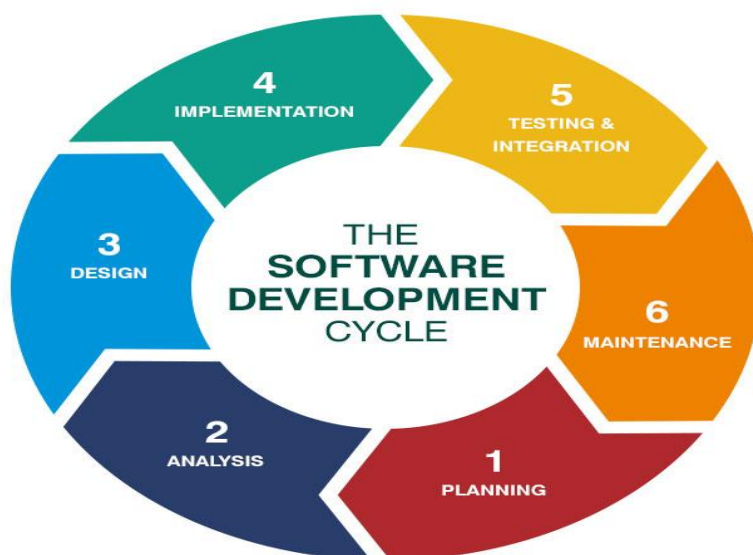 THE
SOFTWARE
DEVELOPMENT
CYCLE
1
PLANNING
2
ANALYSIS
3
DESIGN
4
IMPLEMENTATION
5
TESTING &
INTEGRATION
6
MAINTENANCE